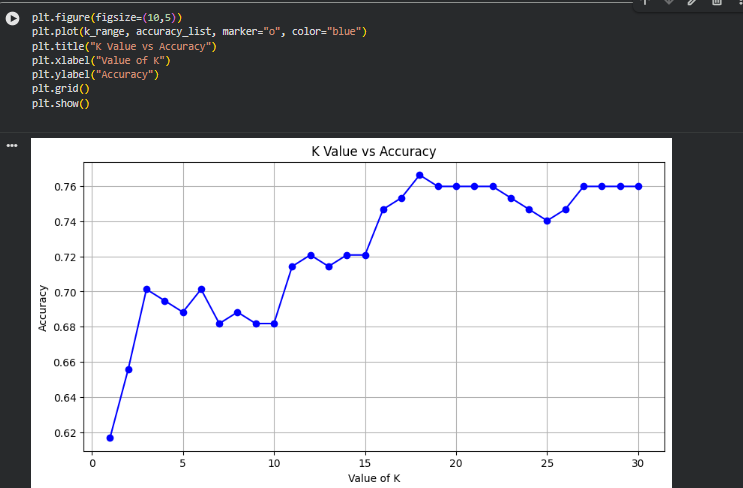 plt.figure(figsize=(10,5))
plt.plot(k_range, accuracy_list, marker="o", color="blue")
plt.title("K Value vs Accuracy")
plt.xlabel("Value of K")
plt.ylabel("Accuracy")
plt.grid()
plt.show()
K Value vs Accuracy
0.76
0.74
0.72
0.70
0.68
0.66
0.64
0.62
Accuracy
0 5 10 15 20 25 30
Value of K